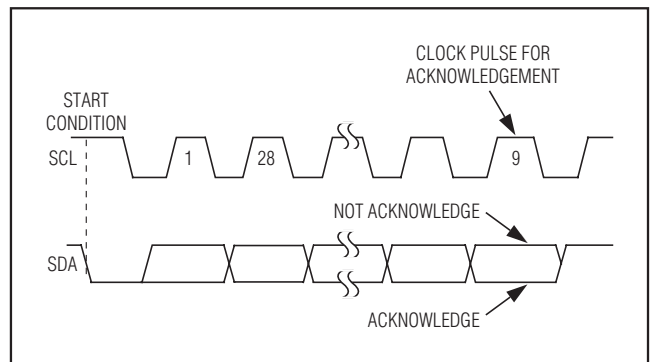 CLOCK PULSE FOR
ACKNOWLEDGEMENT
START
CONDITION
SCL
1
28
9
NOT ACKNOWLEDGE
SDA
ACKNOWLEDGE